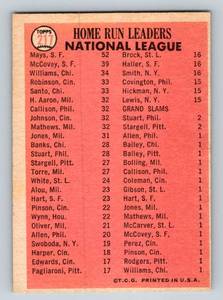 TOPPS
217
HOME RUN LEADERS
NATIONAL LEAGUE
Mays, S. F. 52
McCovey, S. F. 39
Williams, Chi. 34
Robinson, Cin. 33
Santo, Chi. 33
H. Aaron, Mil. 32
Callison, Phil. 32
Johnson, Cin. 32
Mathews, Mil. 32
Jones, Mil. 31
Banks, Chi. 28
Stuart, Phil. 28
Stargell, Pitt. 27
Torre, Mil. 27
White, St. L. 24
Alou, Mil. 23
Hart, S. F. 23
Pinson, Cin. 22
Wynn, Hou. 22
Oliver, Mil. 21
Allen, Phil. 20
Swoboda, N. Y. 19
Harper, Cin. 18
Edwards, Cin. 17
Pagliaroni, Pitt. 17
Brock, St. L. 16
Haller, S. F. 16
Smith, N. Y. 16
Covington, Phil. 15
Hickman, N. Y. 15
Lewis, N. Y. 15
GRAND SLAMS
Stuart, Phil. 2
Stargell, Pitt. 2
Allen, Phil. 1
Bailey, Chi. 1
Bailey, Chi. 1
Bolling, Mil. 1
Callison, Phil. 1
Coleman, Cin. 1
Gibson, St. L. 1
Hart, S. F. 1
Jones, Mil. 1
Mathews, Mil. 1
McCarver, St. L. 1
McCovey, S. F. 1
Perez, Cin. 1
Pinson, Cin. 1
Rodgers, Pitt. 1
Williams, Chi. 1
©T.C.G. PRINTED IN U.S.A.